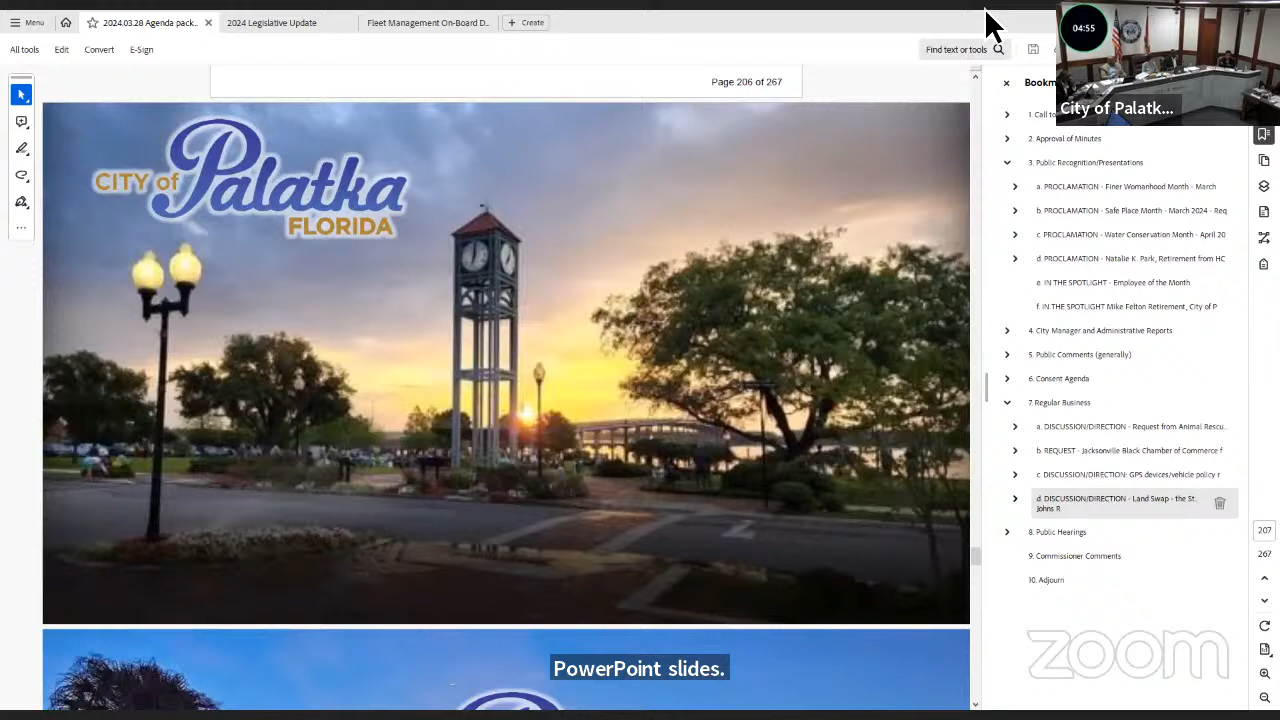 Menu
2024.03.28 Agenda pack...
2024 Legislative Update
Fleet Management On-Board D...
+ Create
All tools
Edit
Convert
E-Sign
Find text or tools
04:55
City of Palatk...
Page 206 of 267
CITY of Palatka
FLORIDA
Bookm
1. Call to
2. Approval of Minutes
3. Public Recognition/Presentations
a. PROCLAMATION - Finer Womanhood Month - March
b. PROCLAMATION - Safe Place Month - March 2024 - Req
c. PROCLAMATION - Water Conservation Month - April 20
d. PROCLAMATION - Natalie K. Park, Retirement from HC
e. IN THE SPOTLIGHT - Employee of the Month
f. IN THE SPOTLIGHT Mike Felton Retirement, City of P
4. City Manager and Administrative Reports
5. Public Comments (generally)
6. Consent Agenda
7. Regular Business
a. DISCUSSION/DIRECTION - Request from Animal Rescu...
b. REQUEST - Jacksonville Black Chamber of Commerce f
c. DISCUSSION/DIRECTION: GPS devices/vehicle policy r
d. DISCUSSION/DIRECTION - Land Swap - the St.
Johns R
8. Public Hearings
9. Commissioner Comments
10. Adjourn
207
267
zoom
PowerPoint slides.